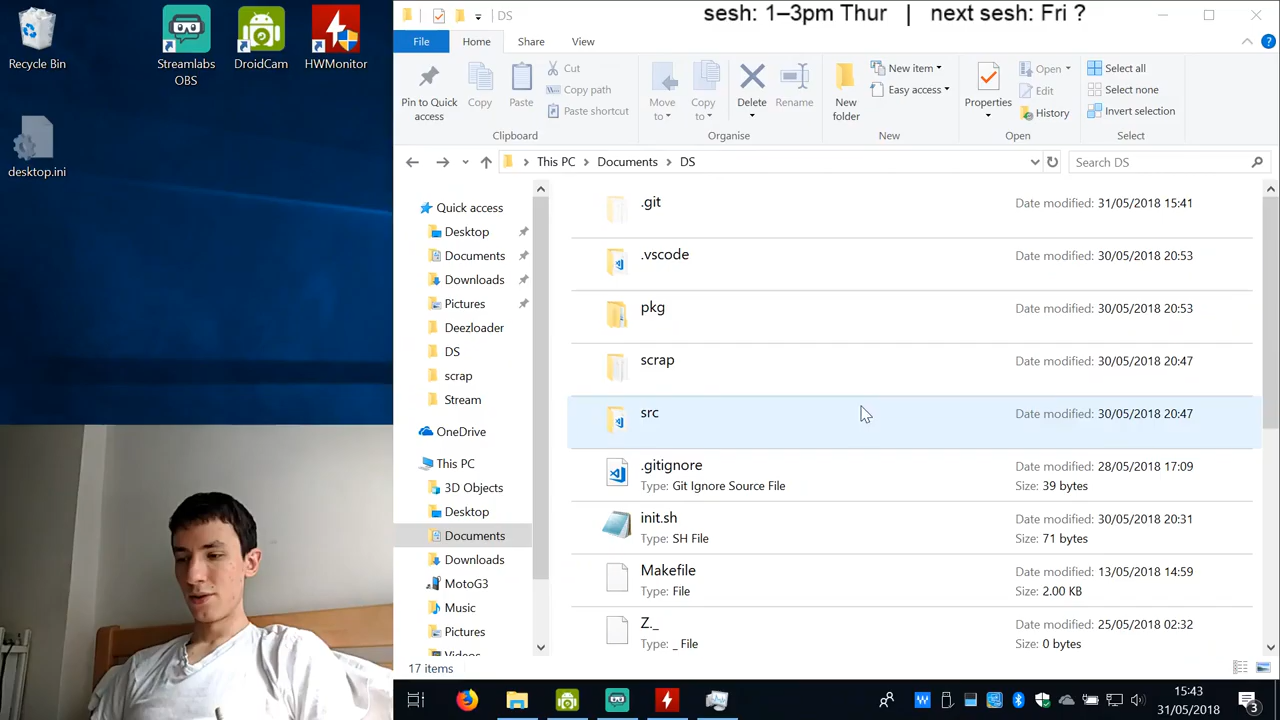 Recycle Bin
Streamlabs
OBS
DroidCam
HWMonitor
desktop.ini
DS
sesh: 1–3pm Thur | next sesh: Fri ?
File
Home
Share
View
Pin to Quick
access
Copy
Paste
Cut
Copy path
Paste shortcut
Clipboard
Move
to
Copy
to
Delete
Rename
Organise
New
folder
New item
Easy access
New
Properties
Open
Edit
History
Open
Select all
Select none
Invert selection
Select
This PC
Documents
DS
Search DS
Quick access
Desktop
Documents
Downloads
Pictures
Deezloader
DS
scrap
Stream
OneDrive
This PC
3D Objects
Desktop
Documents
Downloads
MotoG3
Music
Pictures
Videos
.git
Date modified: 31/05/2018 15:41
.vscode
Date modified: 30/05/2018 20:53
pkg
Date modified: 30/05/2018 20:53
scrap
Date modified: 30/05/2018 20:47
src
Date modified: 30/05/2018 20:47
.gitignore
Date modified: 28/05/2018 17:09
Type: Git Ignore Source File
Size: 39 bytes
init.sh
Date modified: 30/05/2018 20:31
Type: SH File
Size: 71 bytes
Makefile
Date modified: 13/05/2018 14:59
Type: File
Size: 2.00 KB
Z._
Date modified: 25/05/2018 02:32
Type: _ File
Size: 0 bytes
17 items
15:43
31/05/2018
3